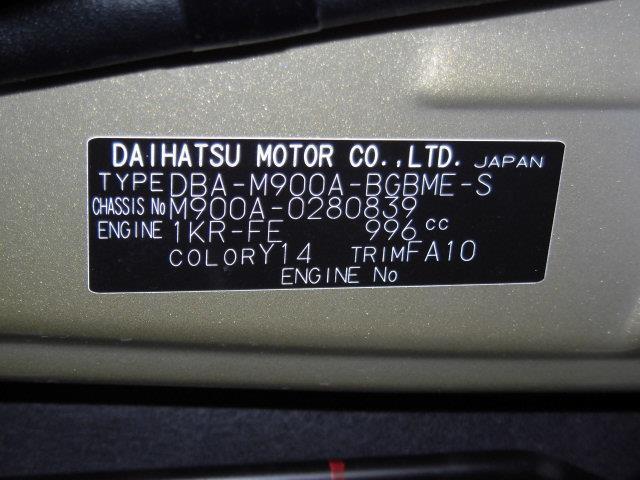 DAIHATSU MOTOR CO.,LTD. JAPAN
TYPE DBA-M900A-BGBME-S
CHASSIS No M900A-0280839
ENGINE 1KR-FE 996 cc
COLOR Y14 TRIM FA10
ENGINE No